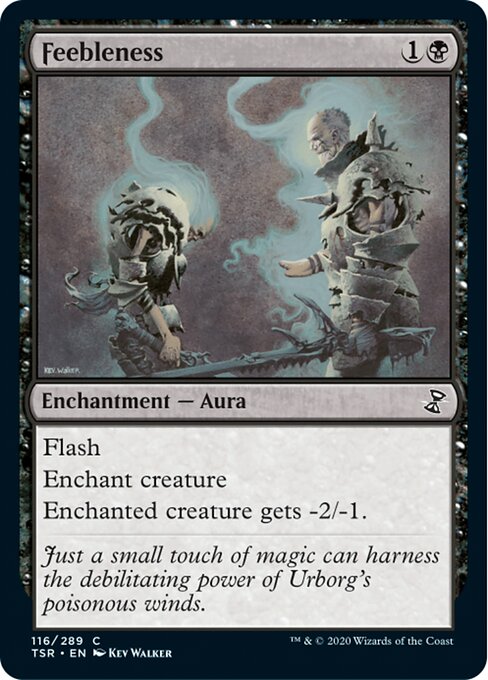 Feebleness 1
KEV WALKER
Enchantment — Aura
Flash
Enchant creature
Enchanted creature gets -2/-1.
Just a small touch of magic can harness
the debilitating power of Urborg's
poisonous winds.
116/289 C
TSR • EN Kev Walker
™ & © 2020 Wizards of the Coast